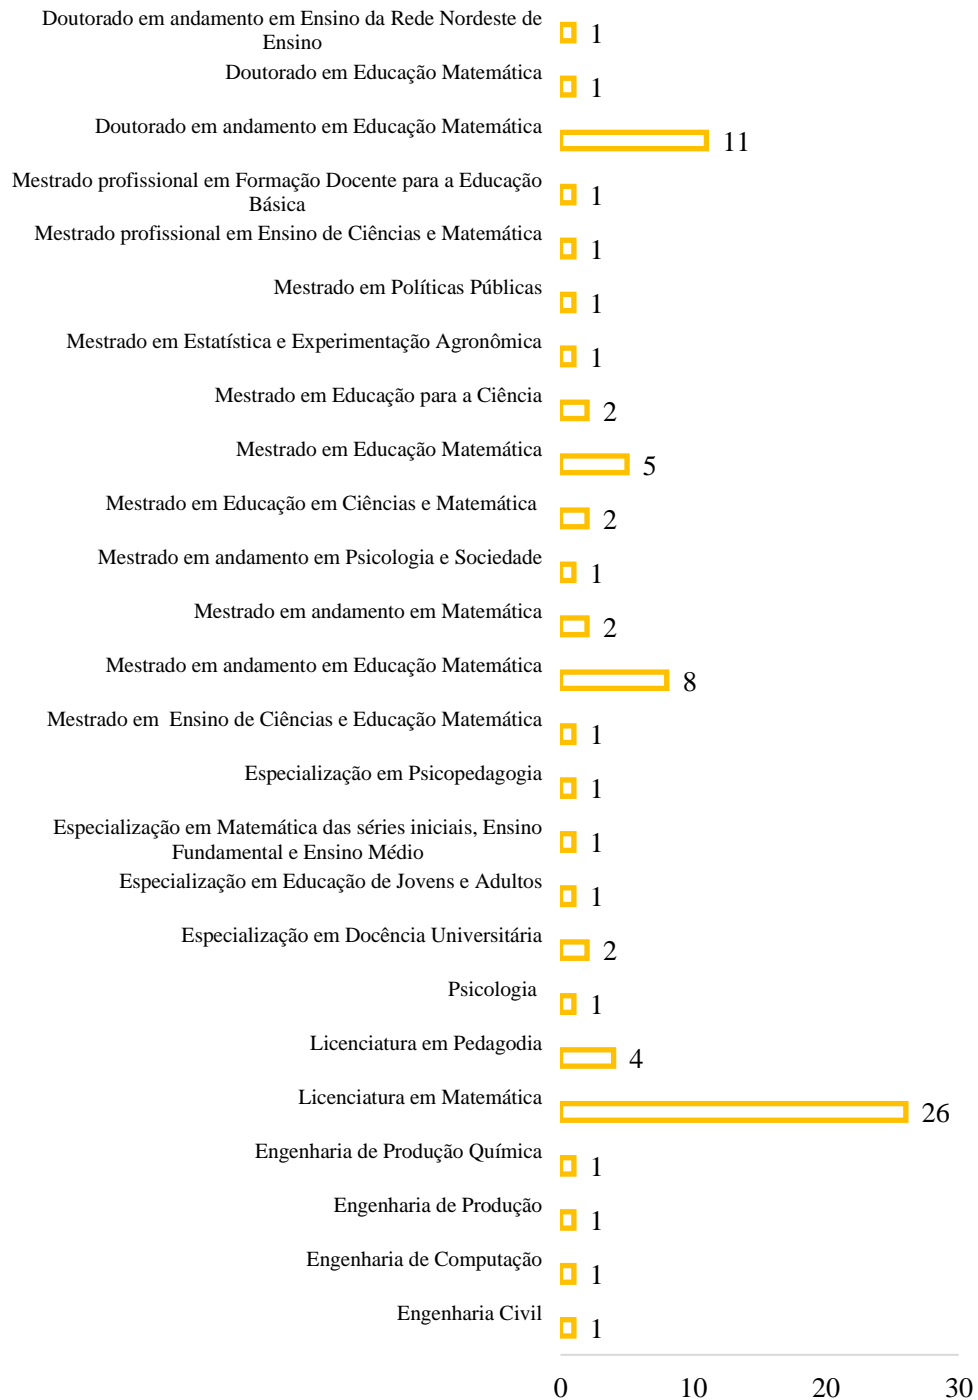 Doutorado em andamento em Ensino da Rede Nordeste de
Ensino
1
Doutorado em Educação Matemática
1
Doutorado em andamento em Educação Matemática
11
Mestrado profissional em Formação Docente para a Educação
Básica
1
Mestrado profissional em Ensino de Ciências e Matemática
1
Mestrado em Políticas Públicas
1
Mestrado em Estatística e Experimentação Agronômica
1
Mestrado em Educação para a Ciência
2
Mestrado em Educação Matemática
5
Mestrado em Educação em Ciências e Matemática
2
Mestrado em andamento em Psicologia e Sociedade
1
Mestrado em andamento em Matemática
2
Mestrado em andamento em Educação Matemática
8
Mestrado em  Ensino de Ciências e Educação Matemática
1
Especialização em Psicopedagogia
1
Especialização em Matemática das séries iniciais, Ensino
Fundamental e Ensino Médio
1
Especialização em Educação de Jovens e Adultos
1
Especialização em Docência Universitária
2
Psicologia
1
Licenciatura em Pedagodia
4
Licenciatura em Matemática
26
Engenharia de Produção Química
1
Engenharia de Produção
1
Engenharia de Computação
1
Engenharia Civil
1
0 10 20 30